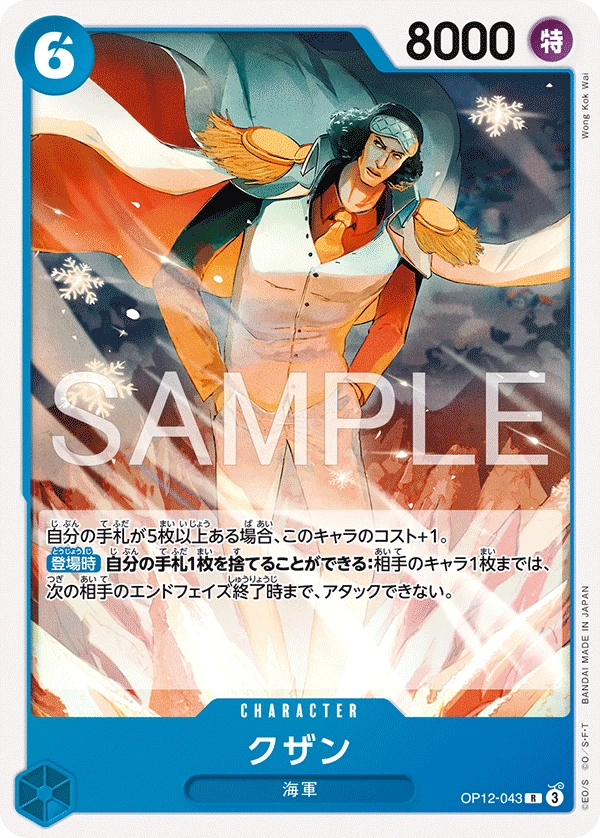 6
8000
特
Wong Kok Wai
SAMPLE
自分の手札が5枚以上ある場合、このキャラのコスト+1。
登場時 自分の手札1枚を捨てることができる:相手のキャラ1枚までは、
次の相手のエンドフェイズ終了時まで、アタックできない。
CHARACTER
クザン
海軍
OP12-043 R 3
©E.O/S ©O/S・F・T BANDAI MADE IN JAPAN